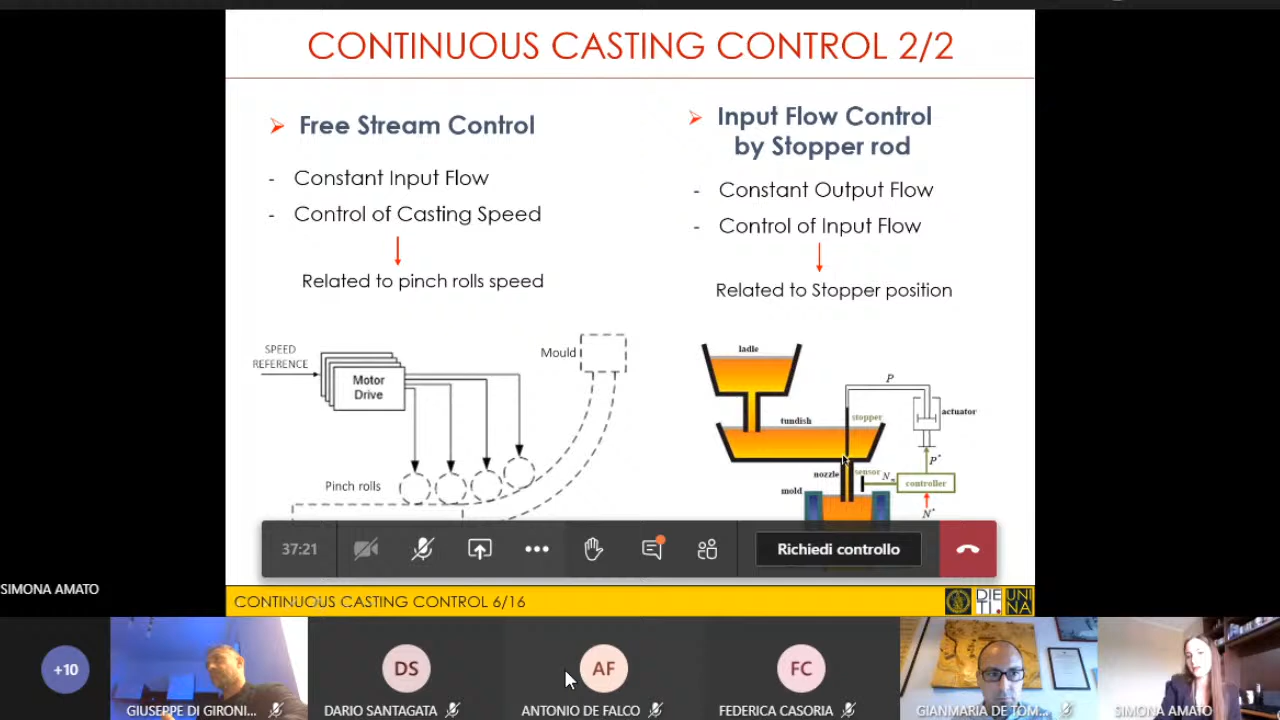 CONTINUOUS CASTING CONTROL 2/2
Free Stream Control
- Constant Input Flow
- Control of Casting Speed
Related to pinch rolls speed
Input Flow Control
by Stopper rod
- Constant Output Flow
- Control of Input Flow
Related to Stopper position
SPEED
REFERENCE
Motor
Drive
Mould
Pinch rolls
ladle
P
actuator
stopper
tundish
P*
nozzle
sensor
controller
mold
N*
37:21
Richiedi controllo
SIMONA AMATO
CONTINUOUS CASTING CONTROL 6/16
DIE
TI.
UNI
NA
+10
GIUSEPPE DI GIRONI...
DS
DARIO SANTAGATA
AF
ANTONIO DE FALCO
FC
FEDERICA CASORIA
GIANMARIA DE TOM...
SIMONA AMATO